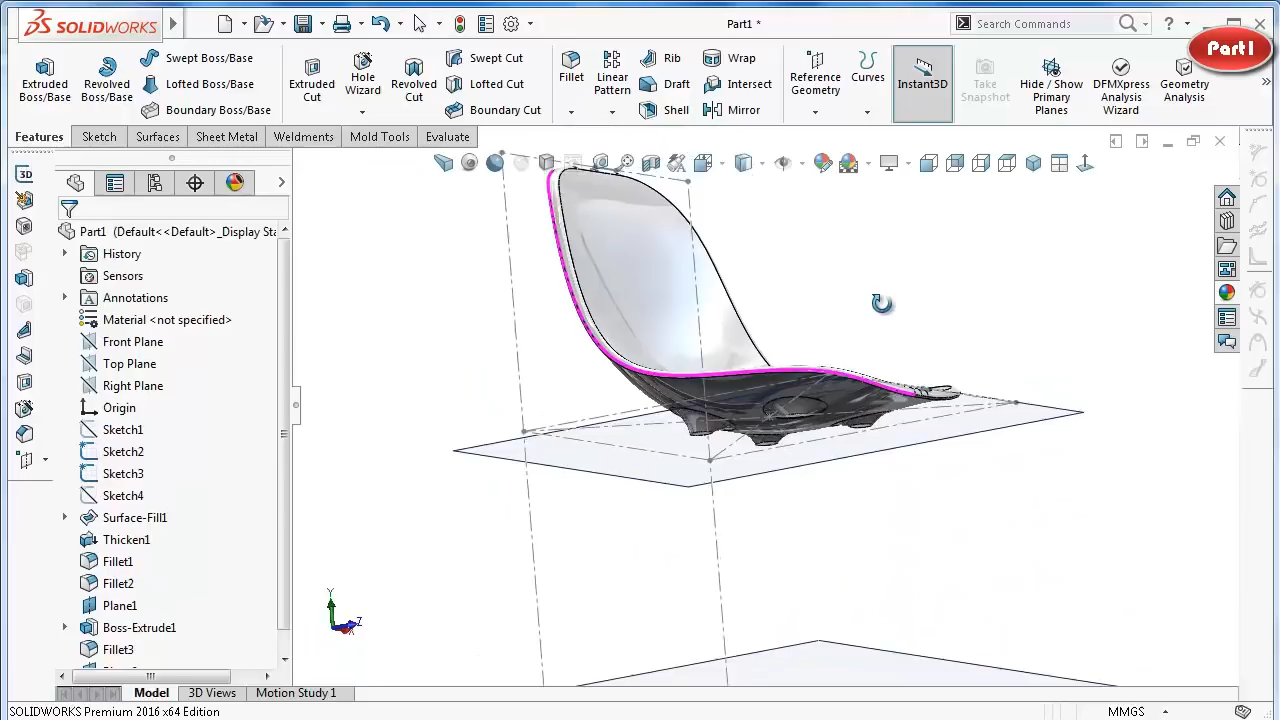 SOLIDWORKS
Part1 *
Search Commands
Part1
Extruded Boss/Base
Revolved Boss/Base
Swept Boss/Base
Lofted Boss/Base
Boundary Boss/Base
Extruded Cut
Hole Wizard
Revolved Cut
Swept Cut
Lofted Cut
Boundary Cut
Fillet
Linear Pattern
Rib
Draft
Shell
Wrap
Intersect
Mirror
Reference Geometry
Curves
Instant3D
Take Snapshot
Hide / Show Primary Planes
DFMXpress Analysis Wizard
Geometry Analysis
Features
Sketch
Surfaces
Sheet Metal
Weldments
Mold Tools
Evaluate
3D
Part1 (Default<<Default>_Display Sta
History
Sensors
Annotations
Material <not specified>
Front Plane
Top Plane
Right Plane
Origin
Sketch1
Sketch2
Sketch3
Sketch4
Surface-Fill1
Thicken1
Fillet1
Fillet2
Plane1
Boss-Extrude1
Fillet3
Y
Z
X
Model
3D Views
Motion Study 1
SOLIDWORKS Premium 2016 x64 Edition
MMGS